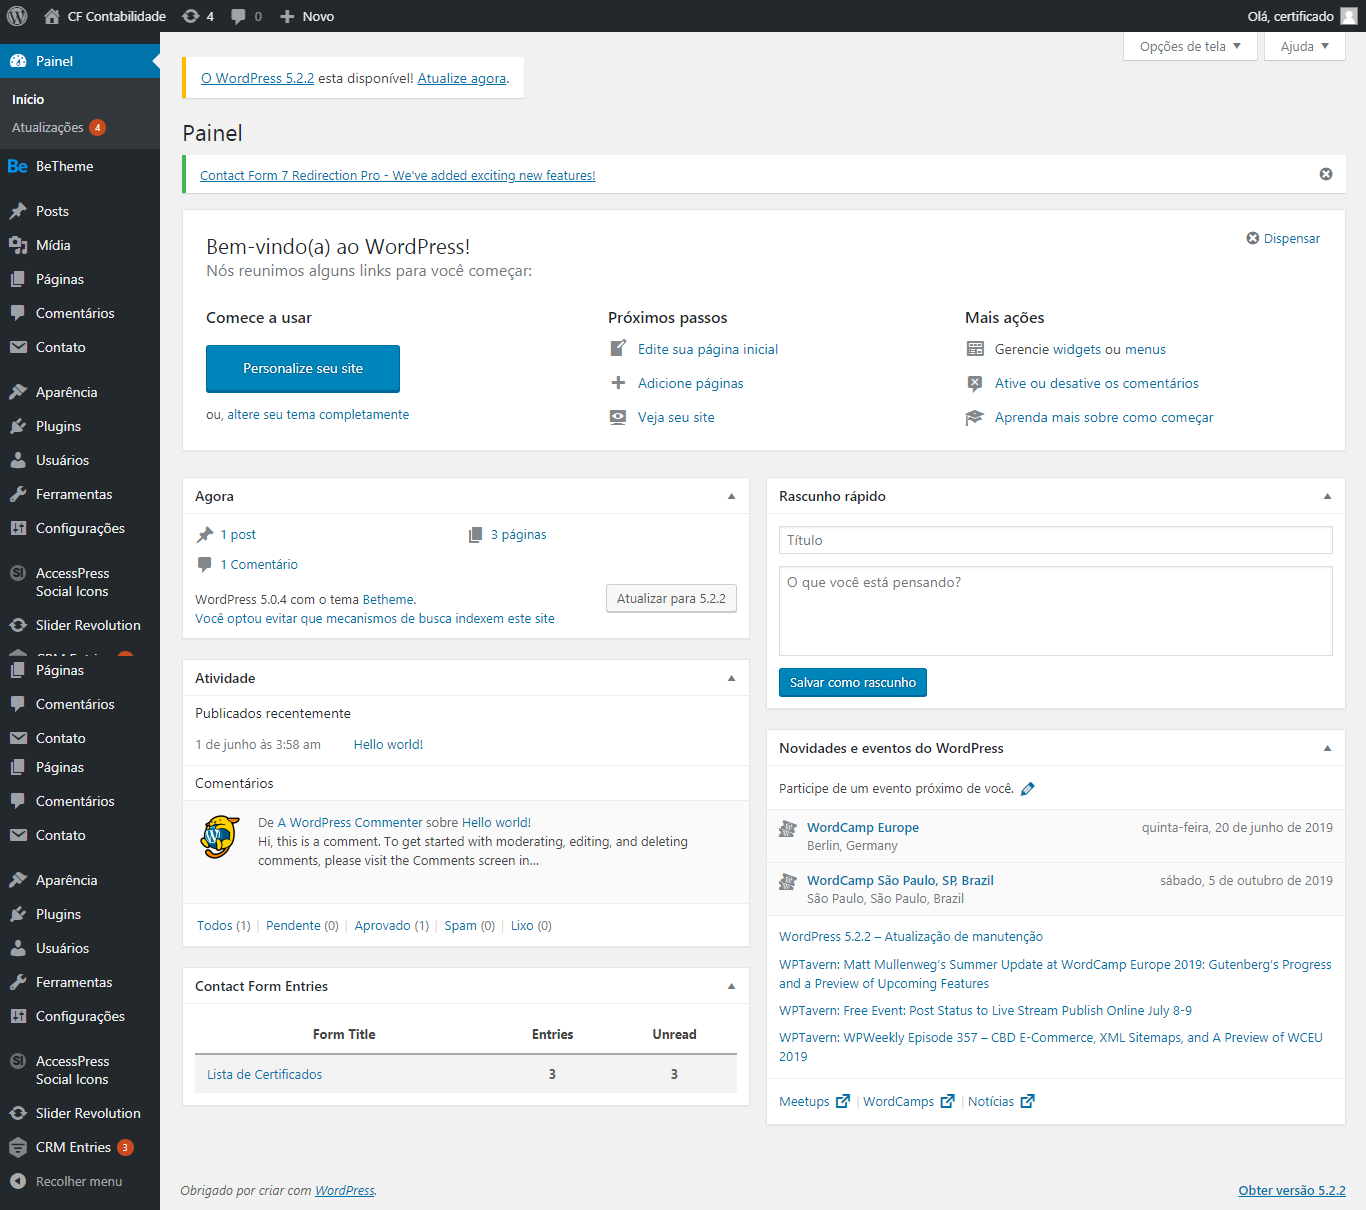 CF Contabilidade
4
0
Novo
Olá, certificado
Painel
Início
Atualizações 4
Be BeTheme
Posts
Mídia
Páginas
Comentários
Contato
Aparência
Plugins
Usuários
Ferramentas
Configurações
AccessPress
Social Icons
Slider Revolution
CRM Entries
Páginas
Comentários
Contato
Páginas
Comentários
Contato
Aparência
Plugins
Usuários
Ferramentas
Configurações
AccessPress
Social Icons
Slider Revolution
CRM Entries 3
Recolher menu
Opções de tela
Ajuda
O WordPress 5.2.2 esta disponível! Atualize agora.
Painel
Contact Form 7 Redirection Pro - We've added exciting new features!
Bem-vindo(a) ao WordPress!
Dispensar
Nós reunimos alguns links para você começar:
Comece a usar
Personalize seu site
ou, altere seu tema completamente
Próximos passos
Edite sua página inicial
Adicione páginas
Veja seu site
Mais ações
Gerencie widgets ou menus
Ative ou desative os comentários
Aprenda mais sobre como começar
Agora
1 post
3 páginas
1 Comentário
WordPress 5.0.4 com o tema Betheme.
Atualizar para 5.2.2
Você optou evitar que mecanismos de busca indexem este site
Atividade
Publicados recentemente
1 de junho às 3:58 am
Hello world!
Comentários
De A WordPress Commenter sobre Hello world!
Hi, this is a comment. To get started with moderating, editing, and deleting
comments, please visit the Comments screen in...
Todos (1) | Pendente (0) | Aprovado (1) | Spam (0) | Lixo (0)
Contact Form Entries
Form Title Entries Unread
Lista de Certificados 3 3
Rascunho rápido
Título
O que você está pensando?
Salvar como rascunho
Novidades e eventos do WordPress
Participe de um evento próximo de você.
WordCamp Europe
quinta-feira, 20 de junho de 2019
Berlin, Germany
WordCamp São Paulo, SP, Brazil
sábado, 5 de outubro de 2019
São Paulo, São Paulo, Brazil
WordPress 5.2.2 – Atualização de manutenção
WPTavern: Matt Mullenweg’s Summer Update at WordCamp Europe 2019: Gutenberg’s Progress
and a Preview of Upcoming Features
WPTavern: Free Event: Post Status to Live Stream Publish Online July 8-9
WPTavern: WPWeekly Episode 357 – CBD E-Commerce, XML Sitemaps, and A Preview of WCEU
2019
Meetups | WordCamps | Notícias
Obrigado por criar com WordPress.
Obter versão 5.2.2